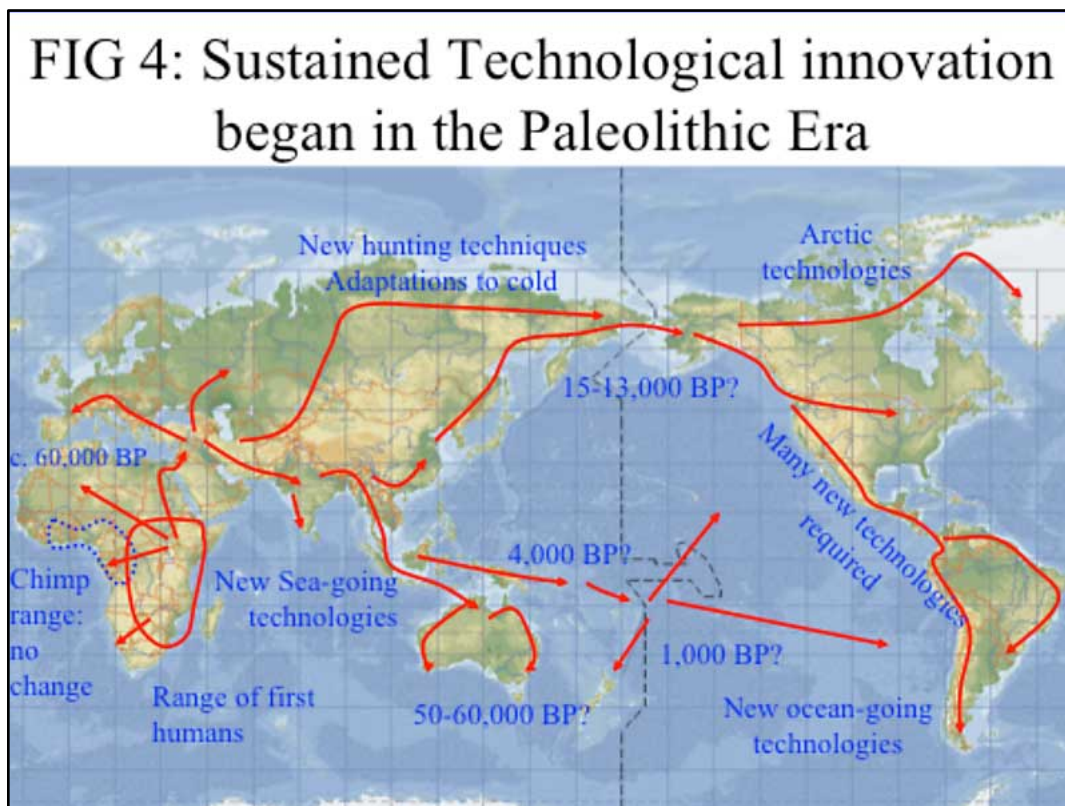 FIG 4: Sustained Technological innovation
began in the Paleolithic Era
New hunting techniques
Adaptations to cold
Arctic
technologies
15-13,000 BP?
c. 60,000 BP
Many new technologies
required
4,000 BP?
Chimp
range:
no
change
New Sea-going
technologies
1,000 BP?
Range of first
humans
50-60,000 BP?
New ocean-going
technologies